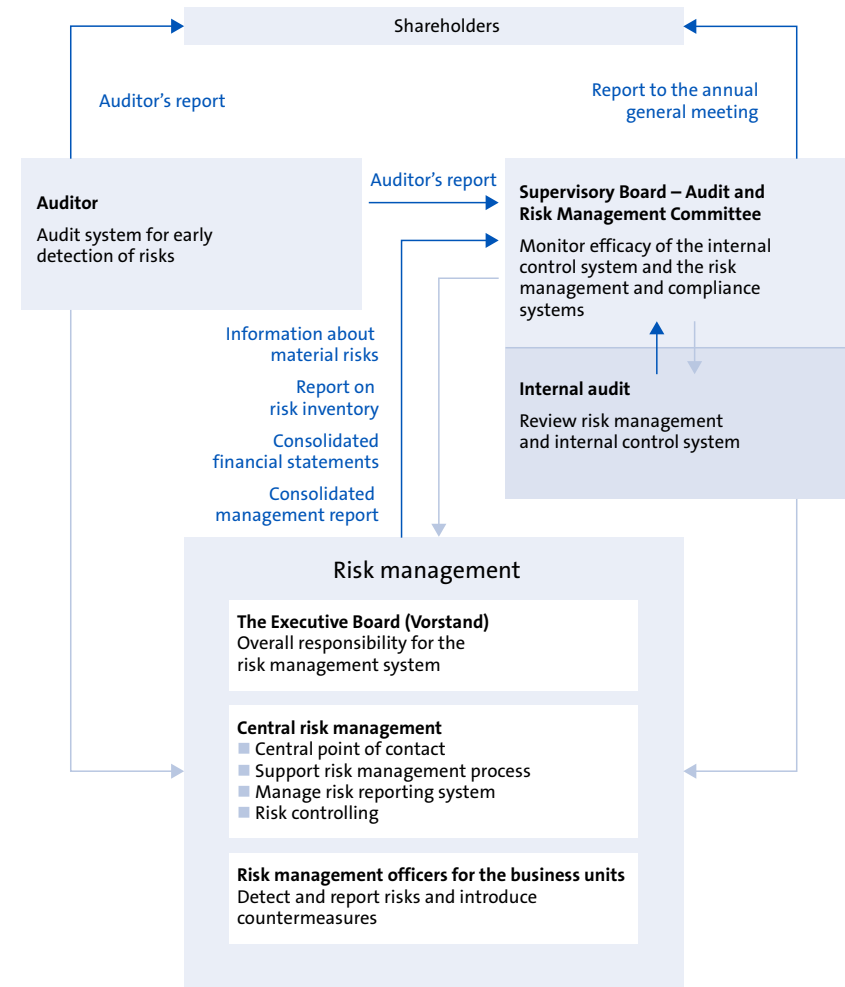 Shareholders
Auditor’s report
Report to the annual
general meeting
Auditor
Audit system for early
detection of risks
Auditor’s report
Supervisory Board – Audit and
Risk Management Committee
Monitor efficacy of the internal
control system and the risk
management and compliance
systems
Information about
material risks
Report on
risk inventory
Consolidated
financial statements
Consolidated
management report
Internal audit
Review risk management
and internal control system
Risk management
The Executive Board (Vorstand)
Overall responsibility for the
risk management system
Central risk management
Central point of contact
Support risk management process
Manage risk reporting system
Risk controlling
Risk management officers for the business units
Detect and report risks and introduce
countermeasures